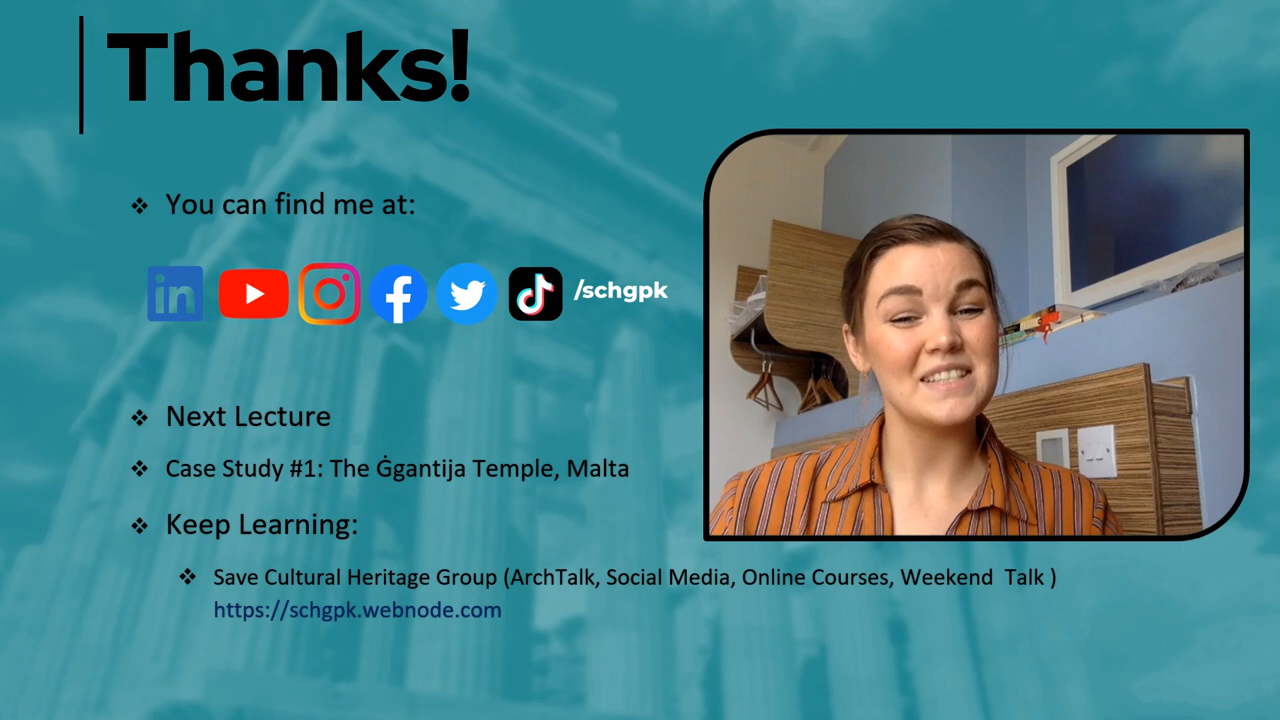 Thanks!
You can find me at:
in
/schgpk
Next Lecture
Case Study #1: The Ġgantija Temple, Malta
Keep Learning:
Save Cultural Heritage Group (ArchTalk, Social Media, Online Courses, Weekend Talk )
https://schgpk.webnode.com